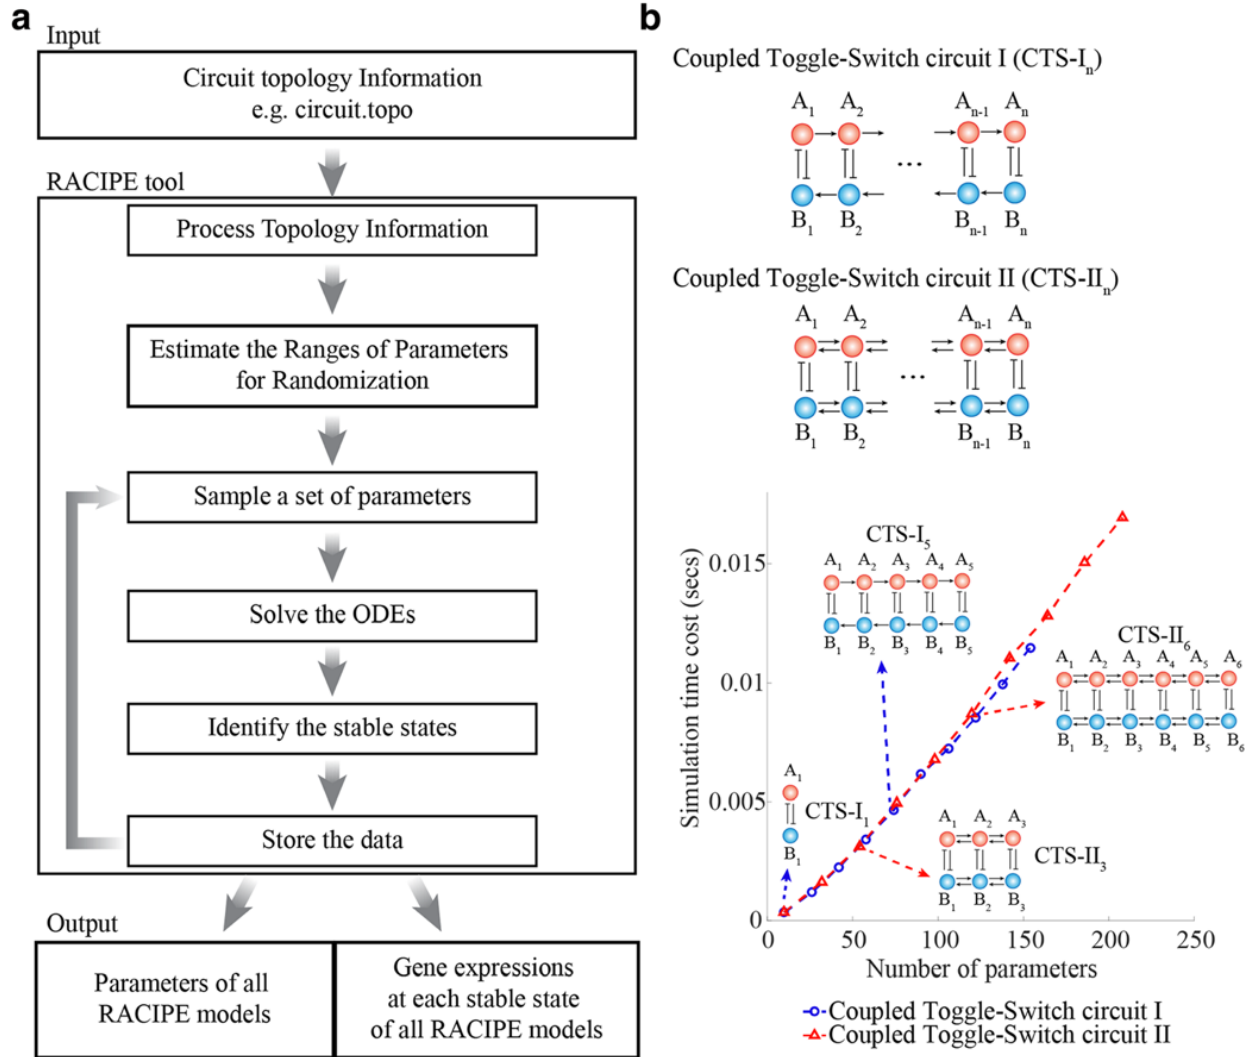 a
Input
Circuit topology Information
e.g. circuit.topo
RACIPE tool
Process Topology Information
Estimate the Ranges of Parameters
for Randomization
Sample a set of parameters
Solve the ODEs
Identify the stable states
Store the data
Output
Parameters of all
RACIPE models
Gene expressions
at each stable state
of all RACIPE models
b
Coupled Toggle-Switch circuit I (CTS-Iₙ)
A₁ A₂ Aₙ₋₁ Aₙ
...
B₁ B₂ Bₙ₋₁ Bₙ
Coupled Toggle-Switch circuit II (CTS-IIₙ)
A₁ A₂ Aₙ₋₁ Aₙ
...
B₁ B₂ Bₙ₋₁ Bₙ
Simulation time cost (secs)
0.015
0.01
0.005
0
CTS-I₅
A₁ A₂ A₃ A₄ A₅
B₁ B₂ B₃ B₄ B₅
CTS-II₆
A₁ A₂ A₃ A₄ A₅ A₆
B₁ B₂ B₃ B₄ B₅ B₆
A₁
CTS-I₁
B₁
A₁ A₂ A₃
CTS-II₃
B₁ B₂ B₃
0 50 100 150 200 250
Number of parameters
Coupled Toggle-Switch circuit I
Coupled Toggle-Switch circuit II